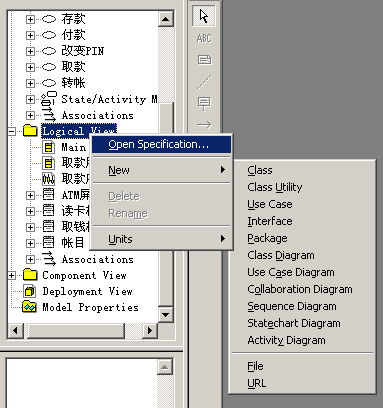 存款
付款
改变PIN
取款
转帐
State/Activity M
Associations
Logical View
Main
取款
取款
ATM屏
读卡
取钱
帐目
Associations
Component View
Deployment View
Model Properties
ABC
Open Specification...
New
Delete
Rename
Units
Class
Class Utility
Use Case
Interface
Package
Class Diagram
Use Case Diagram
Collaboration Diagram
Sequence Diagram
Statechart Diagram
Activity Diagram
File
URL